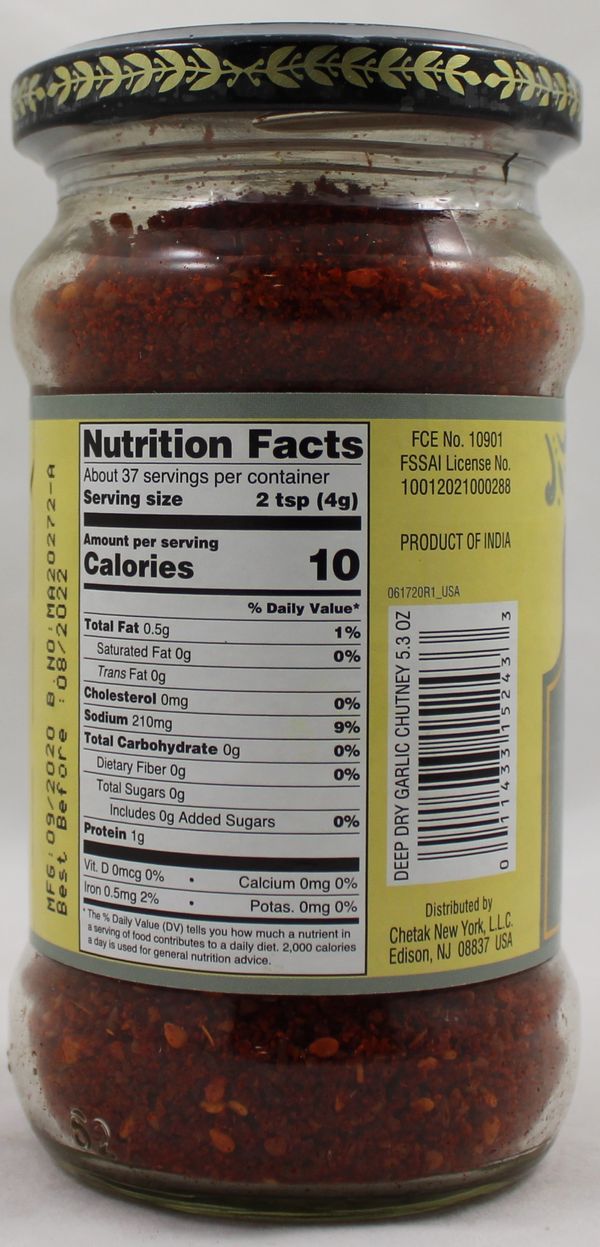 MFG: 09/2020 B.NO: MA20272-A
Best Before :08/2022
Nutrition Facts
About 37 servings per container
Serving size 2 tsp (4g)
Amount per serving
Calories 10
% Daily Value*
Total Fat 0.5g 1%
Saturated Fat 0g 0%
Trans Fat 0g
Cholesterol 0mg 0%
Sodium 210mg 9%
Total Carbohydrate 0g 0%
Dietary Fiber 0g 0%
Total Sugars 0g
Includes 0g Added Sugars 0%
Protein 1g
Vit. D 0mcg 0% • Calcium 0mg 0%
Iron 0.5mg 2% • Potas. 0mg 0%
* The % Daily Value (DV) tells you how much a nutrient in
a serving of food contributes to a daily diet. 2,000 calories
a day is used for general nutrition advice.
FCE No. 10901
FSSAI License No.
10012021000288
PRODUCT OF INDIA
061720R1_USA
DEEP DRY GARLIC CHUTNEY 5.3 OZ
0 11433 15243 3
Distributed by
Chetak New York, L.L.C.
Edison, NJ 08837 USA
52